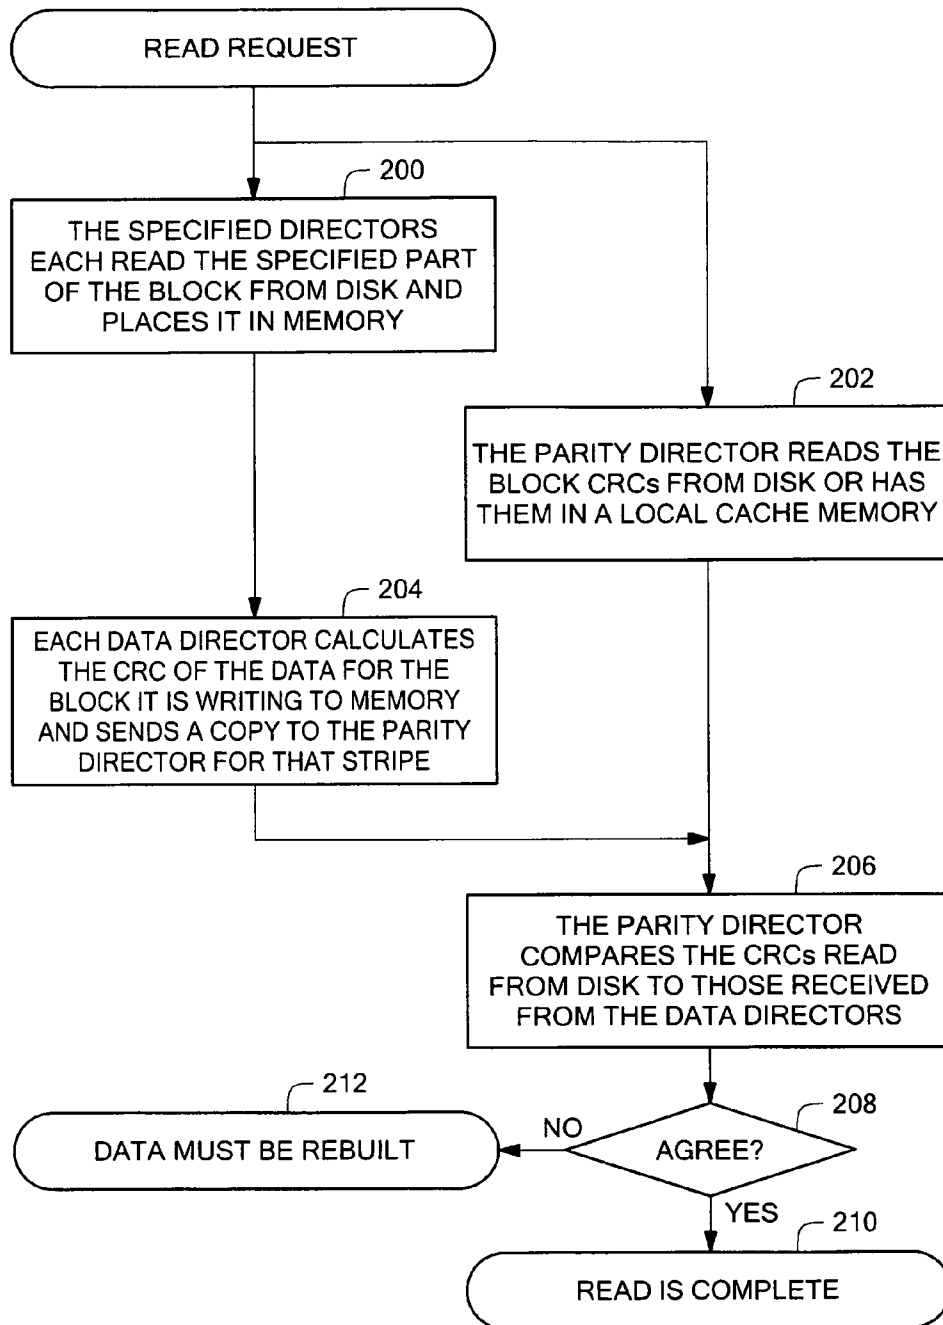 READ REQUEST
200
THE SPECIFIED DIRECTORS
EACH READ THE SPECIFIED PART
OF THE BLOCK FROM DISK AND
PLACES IT IN MEMORY
202
THE PARITY DIRECTOR READS THE
BLOCK CRCs FROM DISK OR HAS
THEM IN A LOCAL CACHE MEMORY
204
EACH DATA DIRECTOR CALCULATES
THE CRC OF THE DATA FOR THE
BLOCK IT IS WRITING TO MEMORY
AND SENDS A COPY TO THE PARITY
DIRECTOR FOR THAT STRIPE
206
THE PARITY DIRECTOR
COMPARES THE CRCs READ
FROM DISK TO THOSE RECEIVED
FROM THE DATA DIRECTORS
208
AGREE?
NO
212
DATA MUST BE REBUILT
YES
210
READ IS COMPLETE